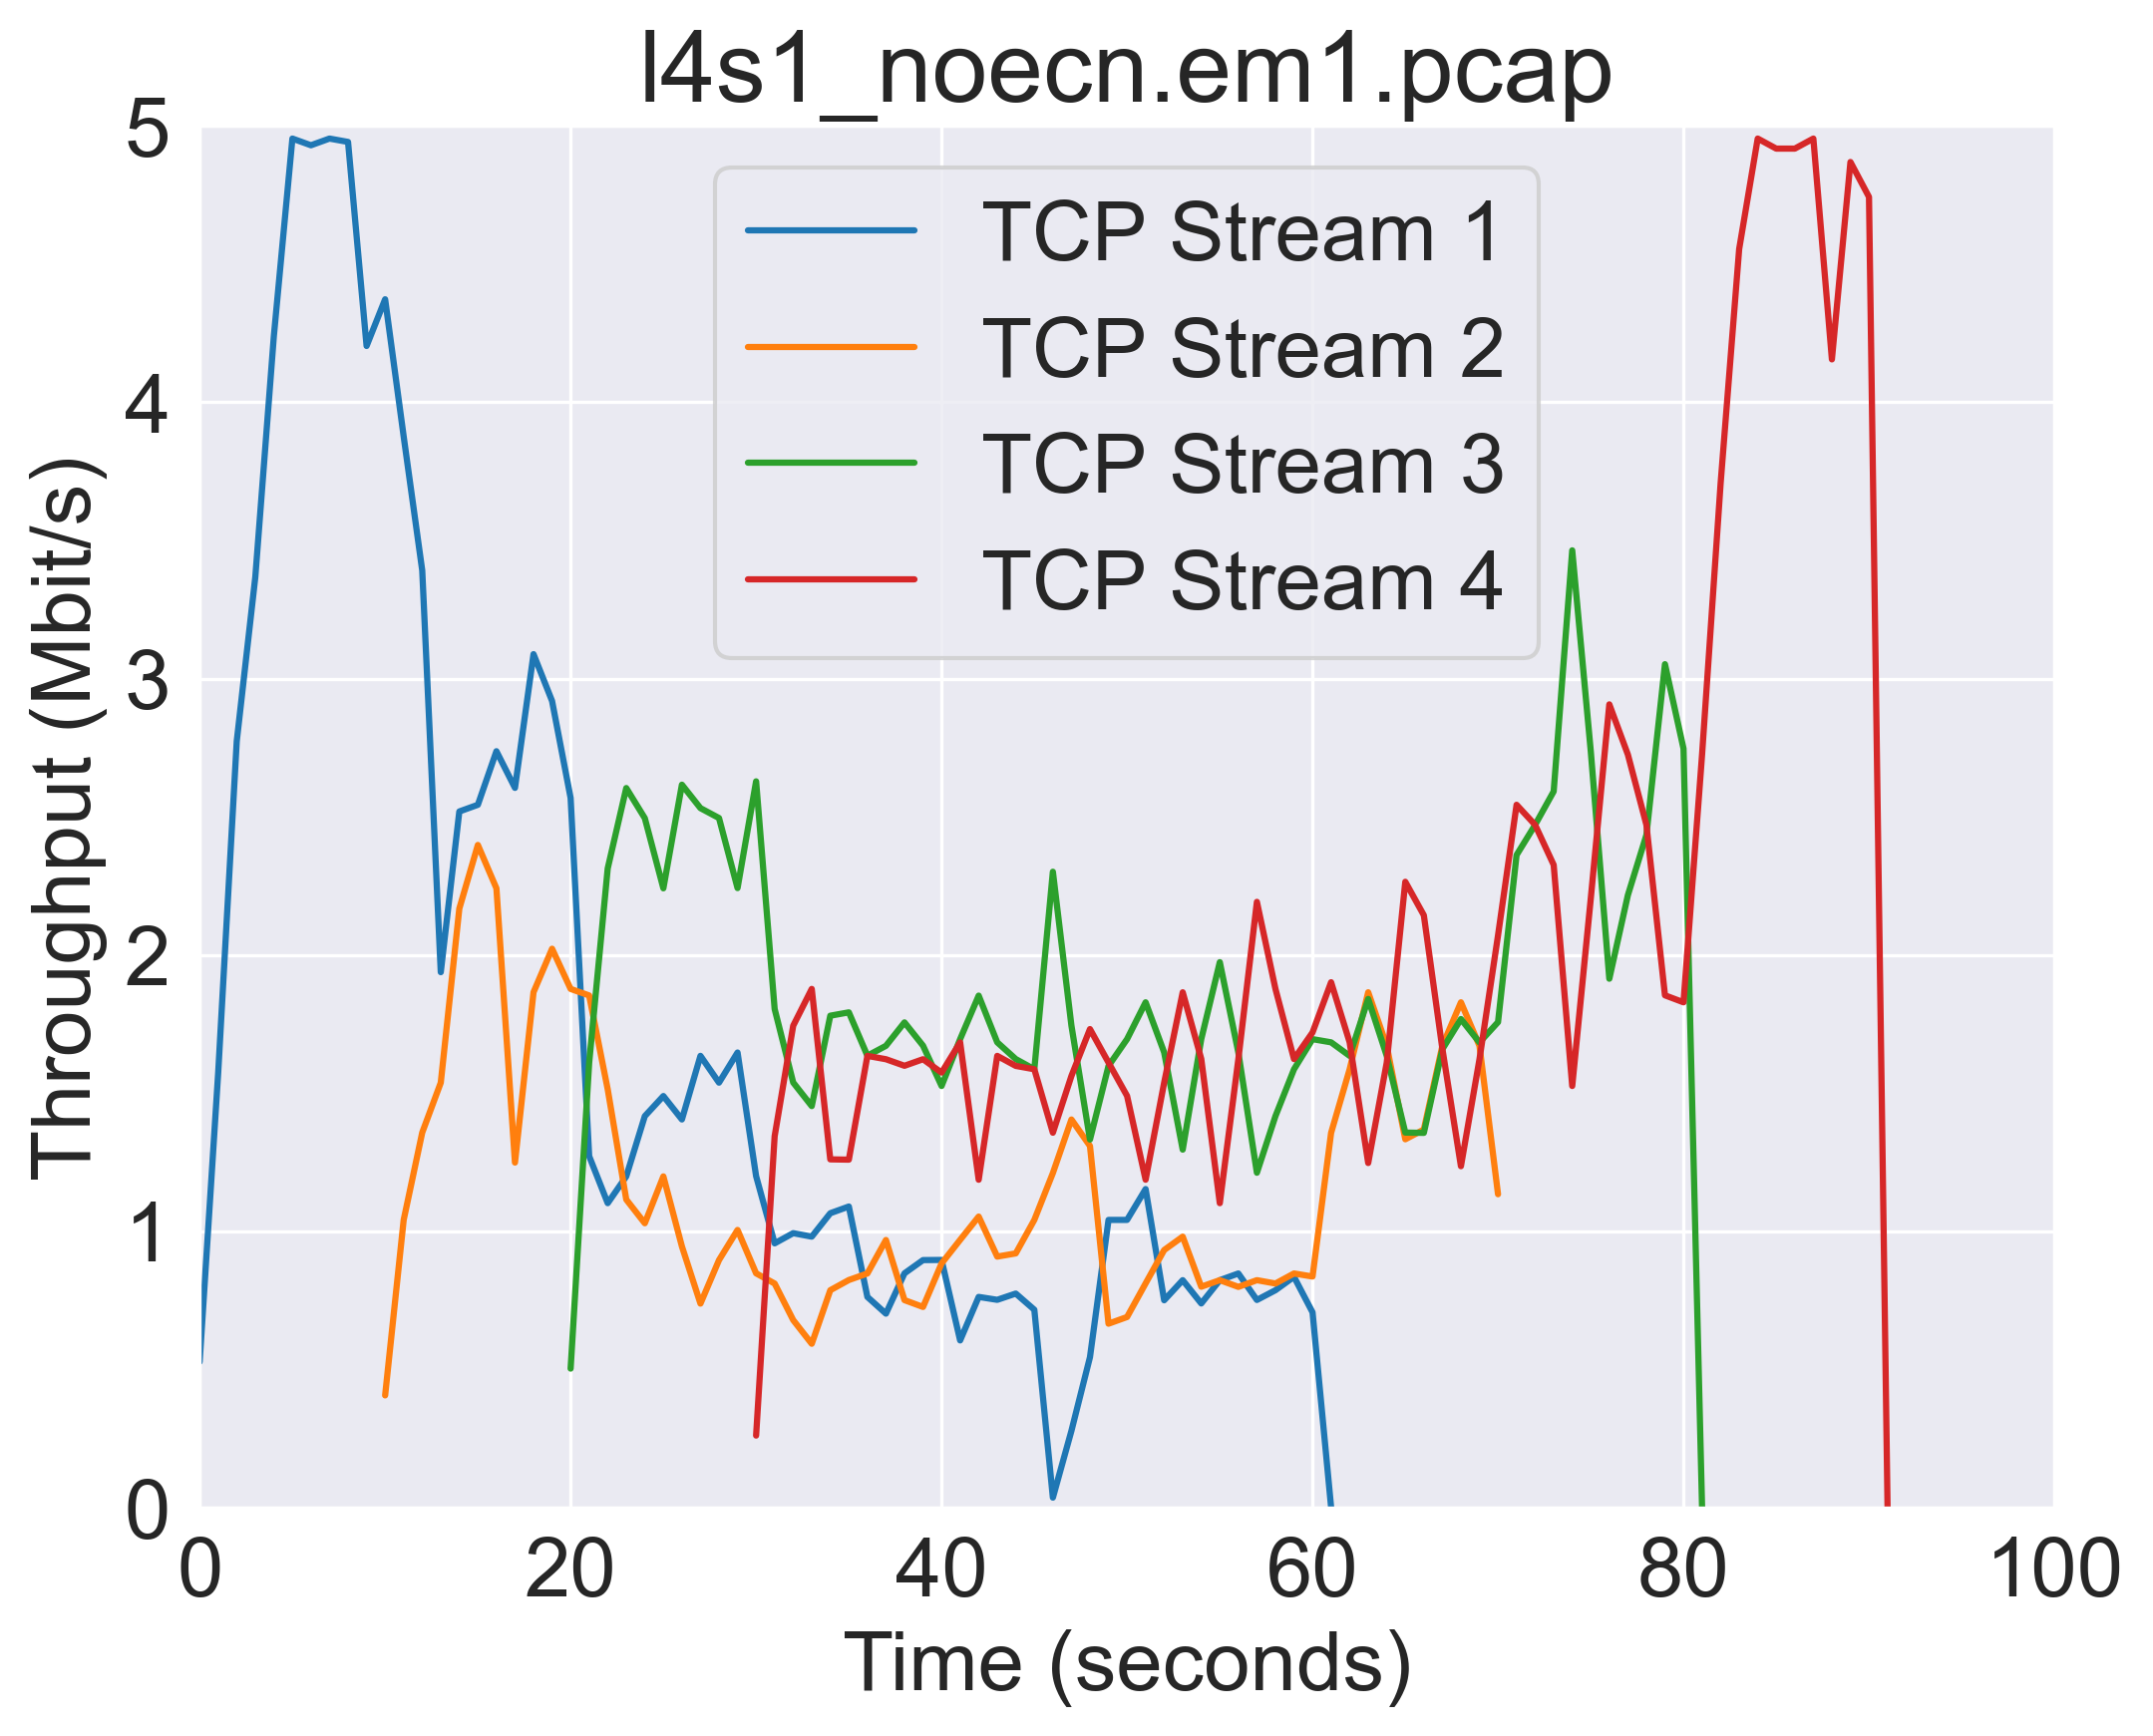 l4s1_noecn.em1.pcap
5
4
3
2
1
0
Throughput (Mbit/s)
TCP Stream 1
TCP Stream 2
TCP Stream 3
TCP Stream 4
0 20 40 60 80 100
Time (seconds)